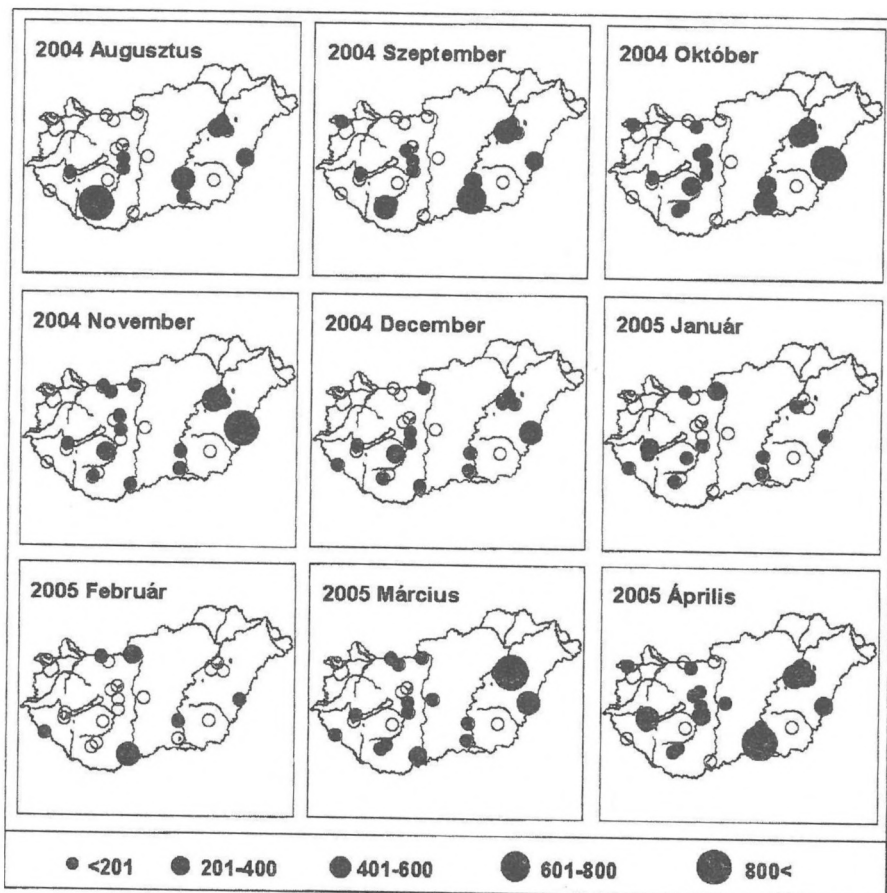 2004 Augusztus
2004 Szeptember
2004 Október
2004 November
2004 December
2005 Január
2005 Február
2005 Március
2005 Április
<201
201-400
401-600
601-800
800<